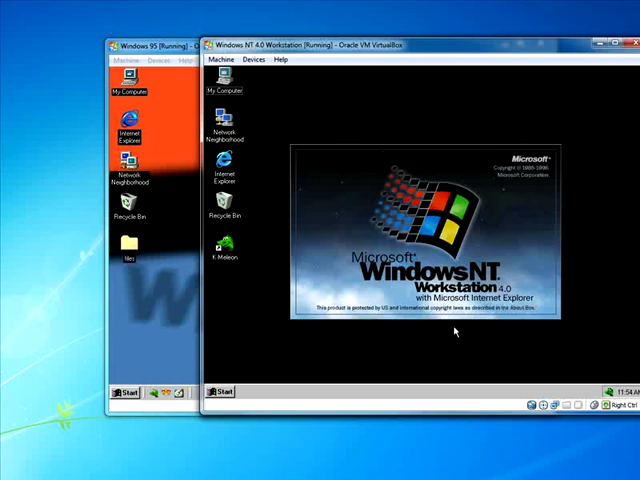 Windows 95 [Running] - O
Machine Devices Help
My Computer
Internet
Explorer
Network
Neighborhood
Recycle Bin
files
Start
Windows NT 4.0 Workstation [Running] - Oracle VM VirtualBox
Machine Devices Help
My Computer
Network
Neighborhood
Internet
Explorer
Recycle Bin
K-Meleon
Microsoft
Copyright © 1985-1996
Microsoft Corporation
Microsoft
Windows NT
Workstation 4.0
with Microsoft Internet Explorer
This product is protected by US and international copyright laws as described in the About Box.
Start
11:54 AM
Right Ctrl